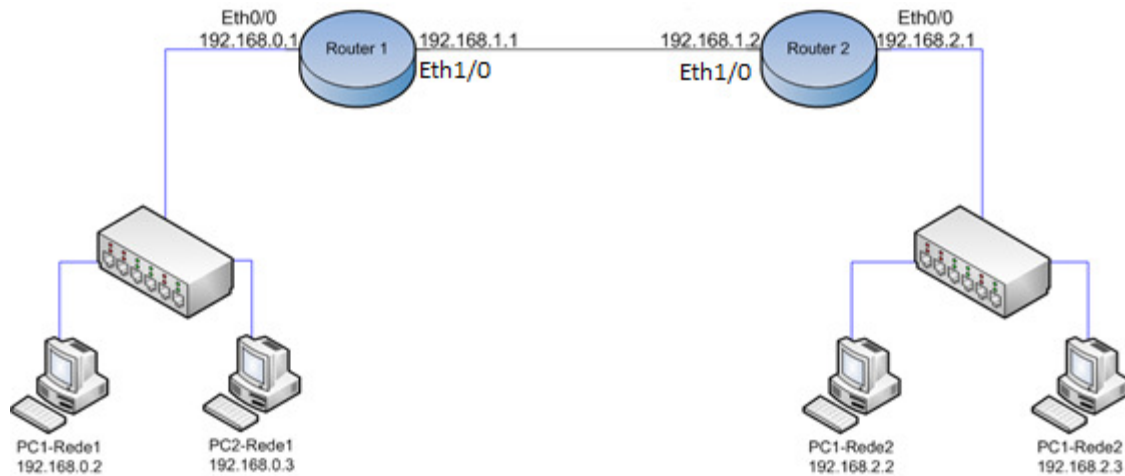 Eth0/0
192.168.0.1
Router 1
192.168.1.1
Eth1/0
192.168.1.2
Eth1/0
Router 2
Eth0/0
192.168.2.1
PC1-Rede1
192.168.0.2
PC2-Rede1
192.168.0.3
PC1-Rede2
192.168.2.2
PC1-Rede2
192.168.2.3